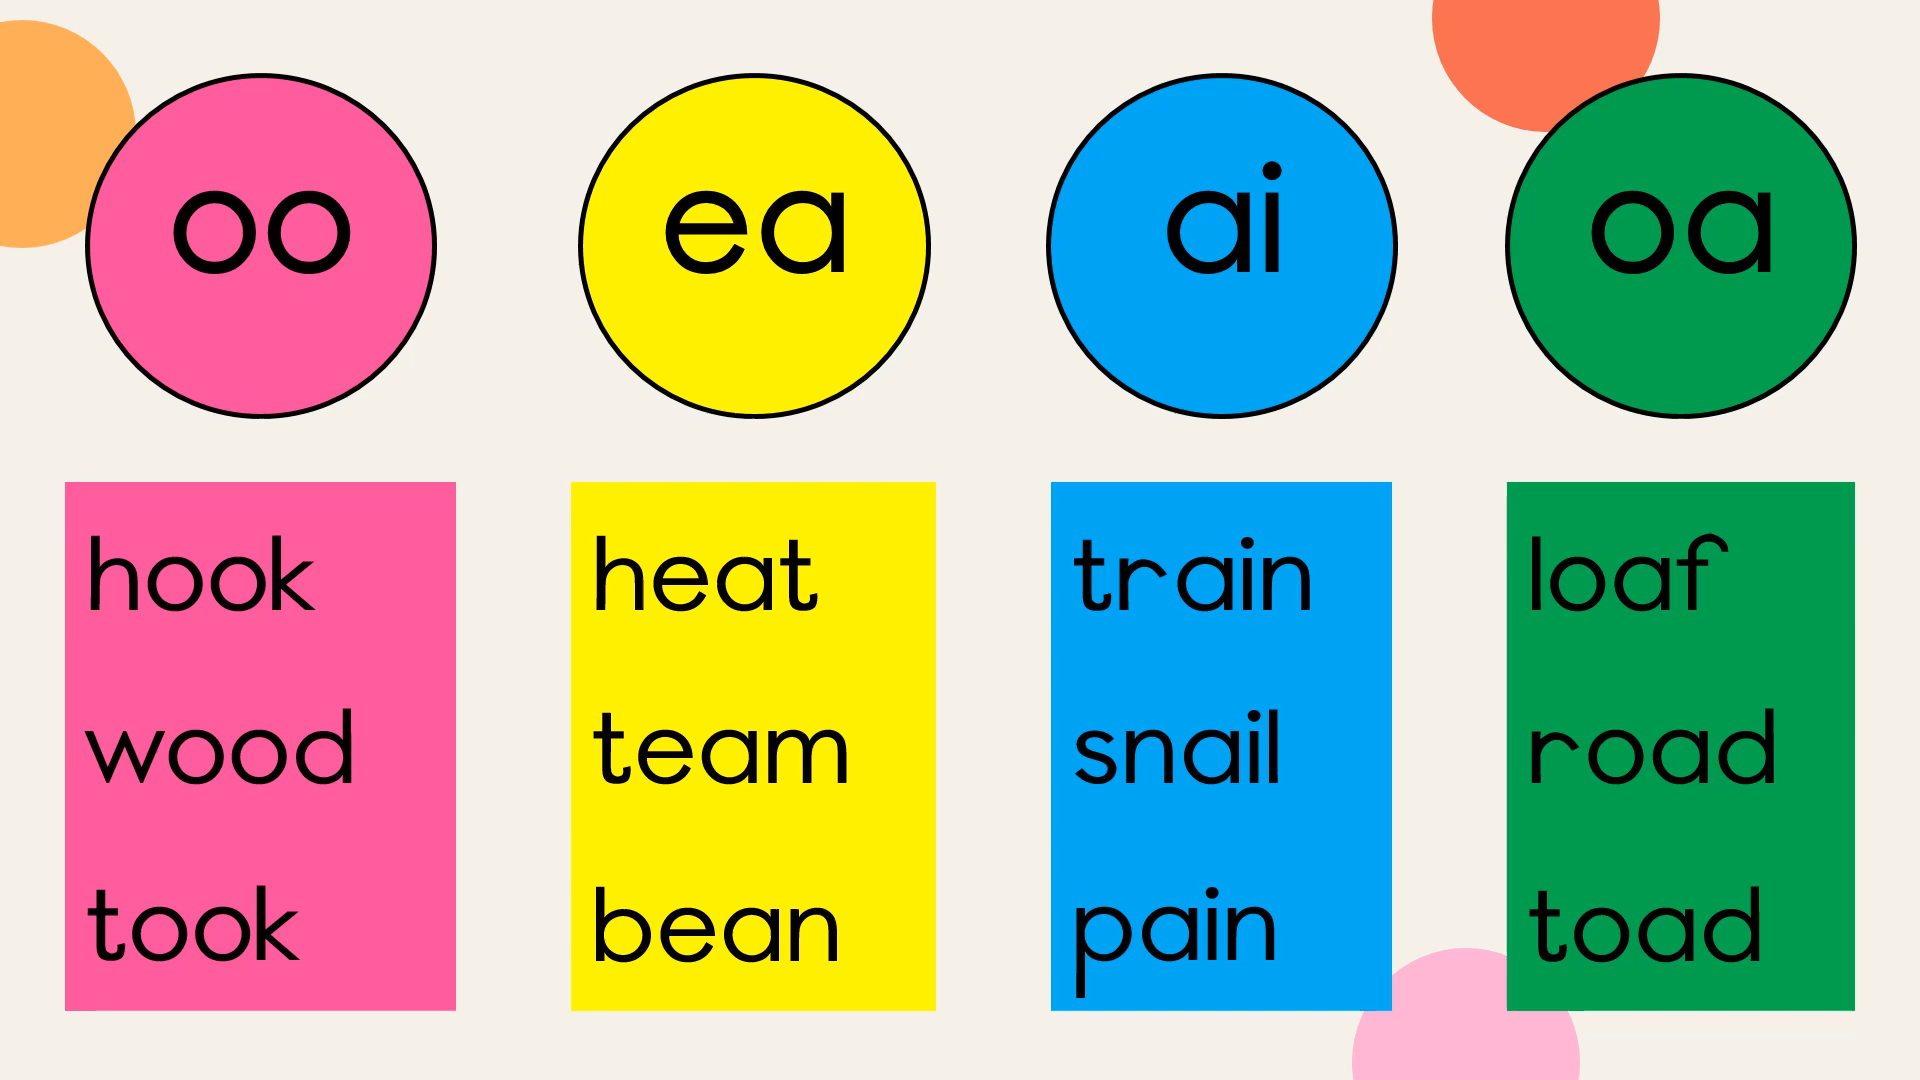 oo
ea
ai
oa
hook
wood
took
heat
team
bean
train
snail
pain
loaf
road
toad